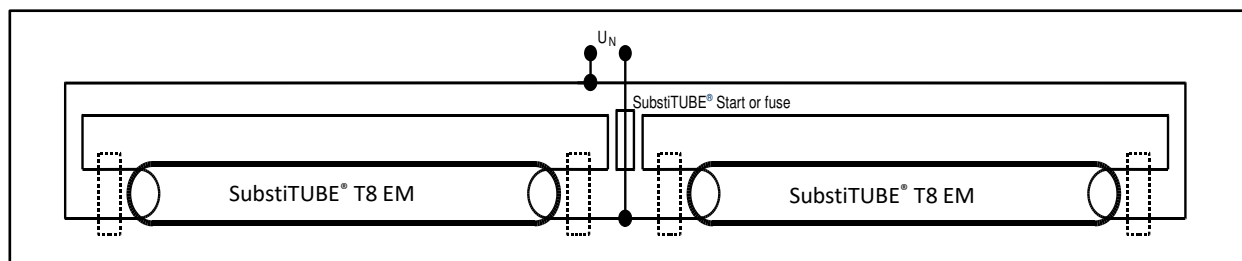 U_N
SubstiTUBE® Start or fuse
SubstiTUBE® T8 EM
SubstiTUBE® T8 EM